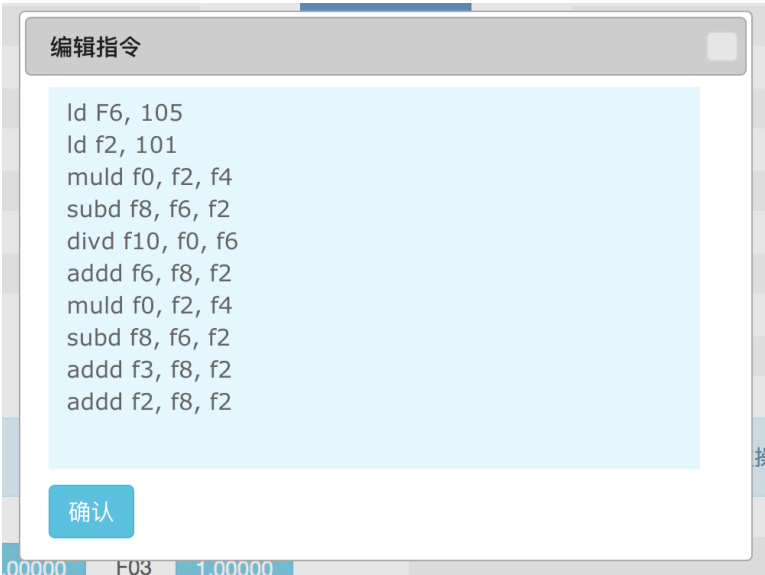 编辑指令
ld F6, 105
ld f2, 101
muld f0, f2, f4
subd f8, f6, f2
divd f10, f0, f6
addd f6, f8, f2
muld f0, f2, f4
subd f8, f6, f2
addd f3, f8, f2
addd f2, f8, f2
确认
.00000 F03 1.00000